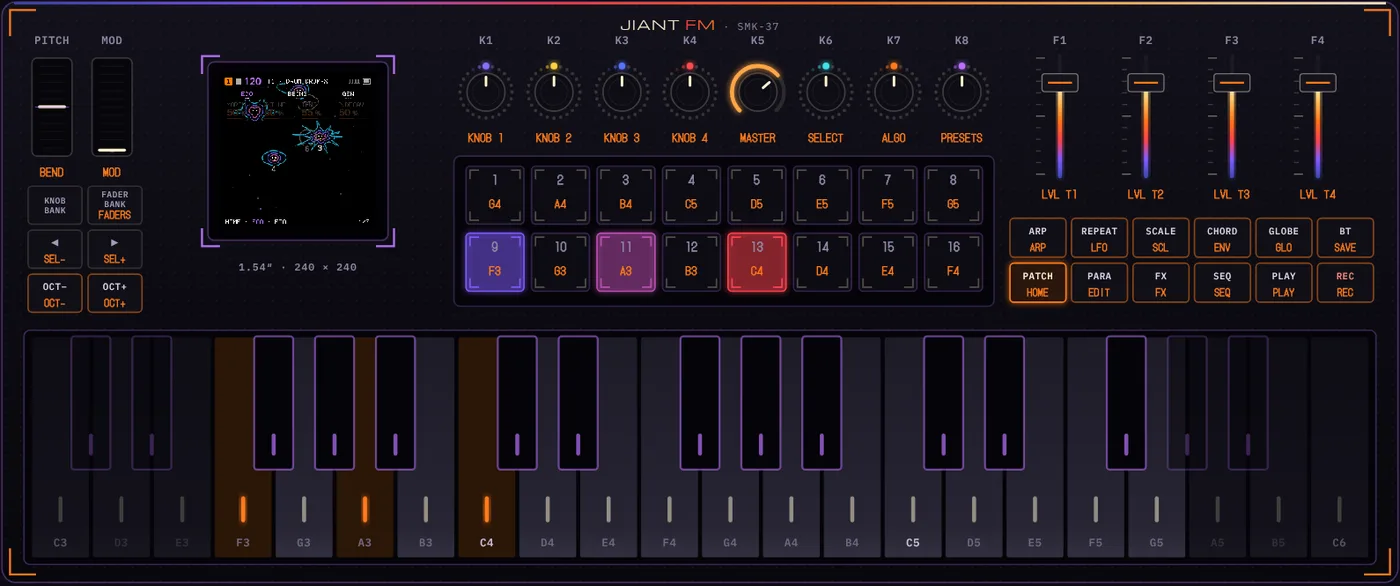 JIANT FM · SMK-37
PITCH MOD
K1 K2 K3 K4 K5 K6 K7 K8
F1 F2 F3 F4
1 120
HOME
1.54" · 240 × 240
KNOB 1 KNOB 2 KNOB 3 KNOB 4 MASTER SELECT ALGO PRESETS
BEND MOD
KNOB BANK
FADER BANK
FADERS
◄ ►
SEL- SEL+
OCT- OCT+
OCT- OCT+
1 2 3 4 5 6 7 8
G4 A4 B4 C5 D5 E5 F5 G5
9 10 11 12 13 14 15 16
F3 G3 A3 B3 C4 D4 E4 F4
LVL T1 LVL T2 LVL T3 LVL T4
ARP REPEAT SCALE CHORD GLOBE BT
ARP LFO SCL ENV GLO SAVE
PATCH PARA FX SEQ PLAY REC
HOME EDIT FX SEQ PLAY REC
C3 D3 E3 F3 G3 A3 B3 C4 D4 E4 F4 G4 A4 B4 C5 D5 E5 F5 G5 A5 B5 C6